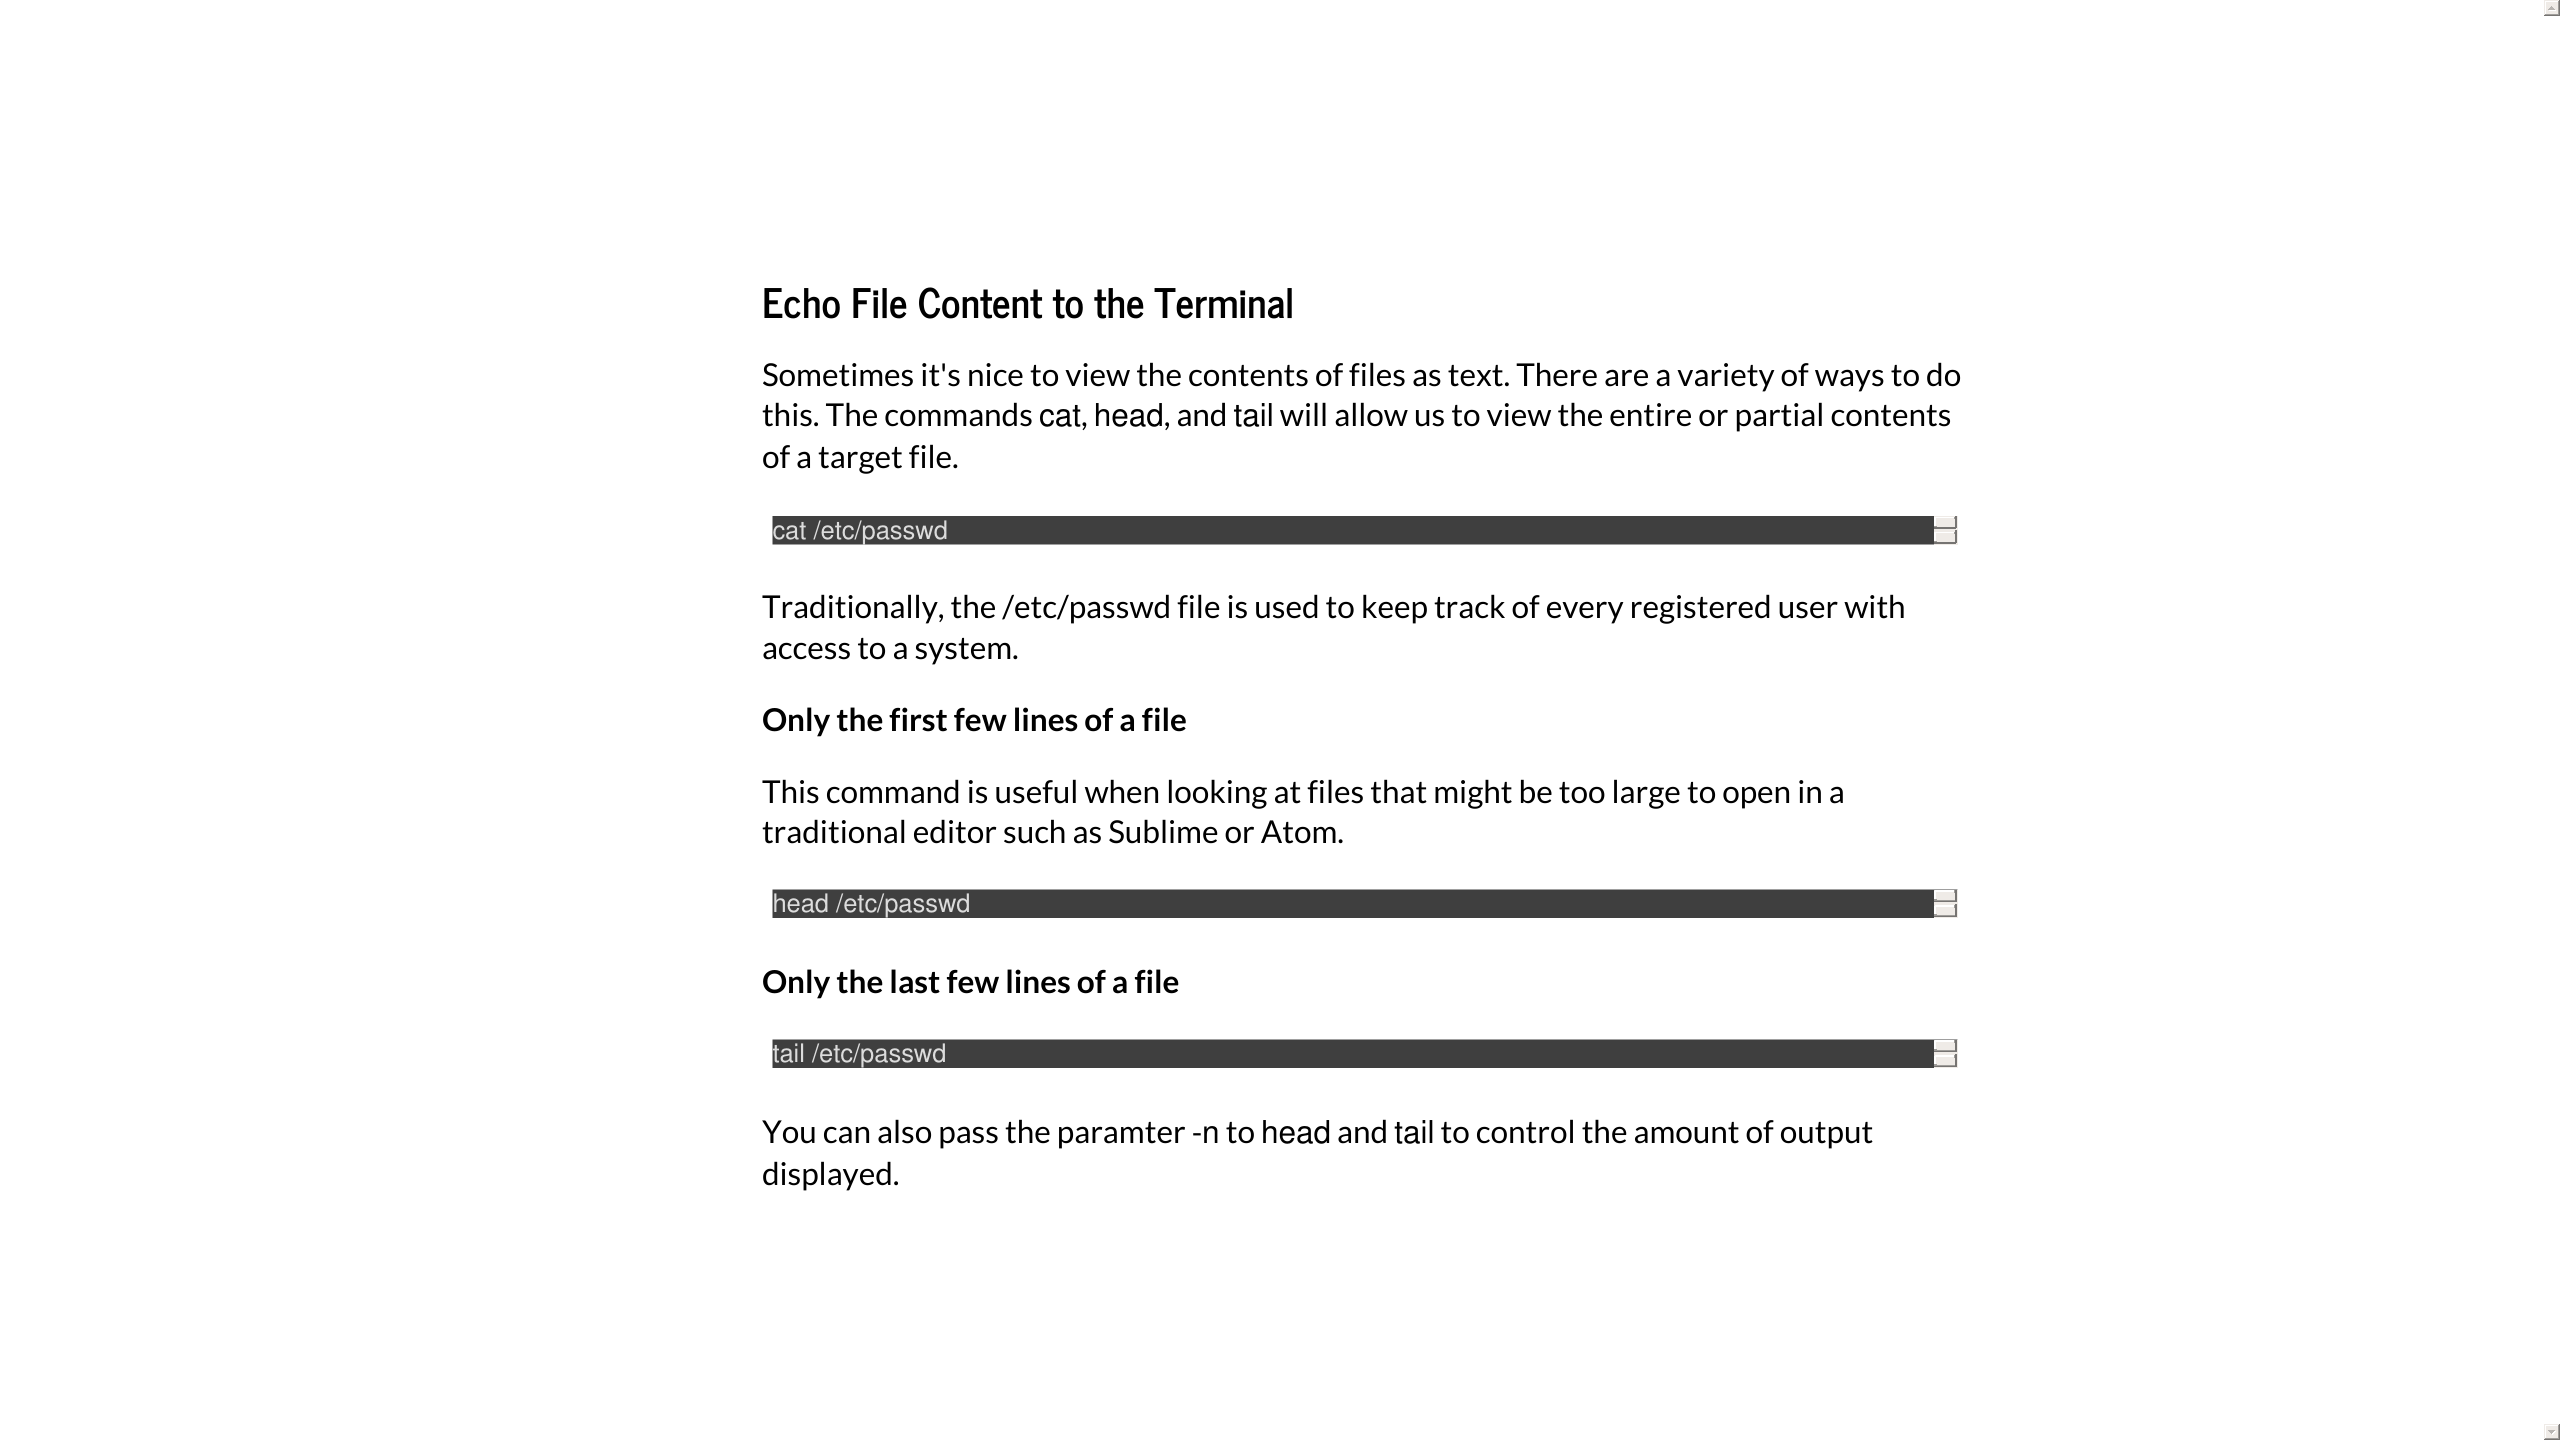 Echo File Content to the Terminal
Sometimes it's nice to view the contents of files as text. There are a variety of ways to do
this. The commands cat, head, and tail will allow us to view the entire or partial contents
of a target file.
cat /etc/passwd
Traditionally, the /etc/passwd file is used to keep track of every registered user with
access to a system.
Only the first few lines of a file
This command is useful when looking at files that might be too large to open in a
traditional editor such as Sublime or Atom.
head /etc/passwd
Only the last few lines of a file
tail /etc/passwd
You can also pass the paramter -n to head and tail to control the amount of output
displayed.